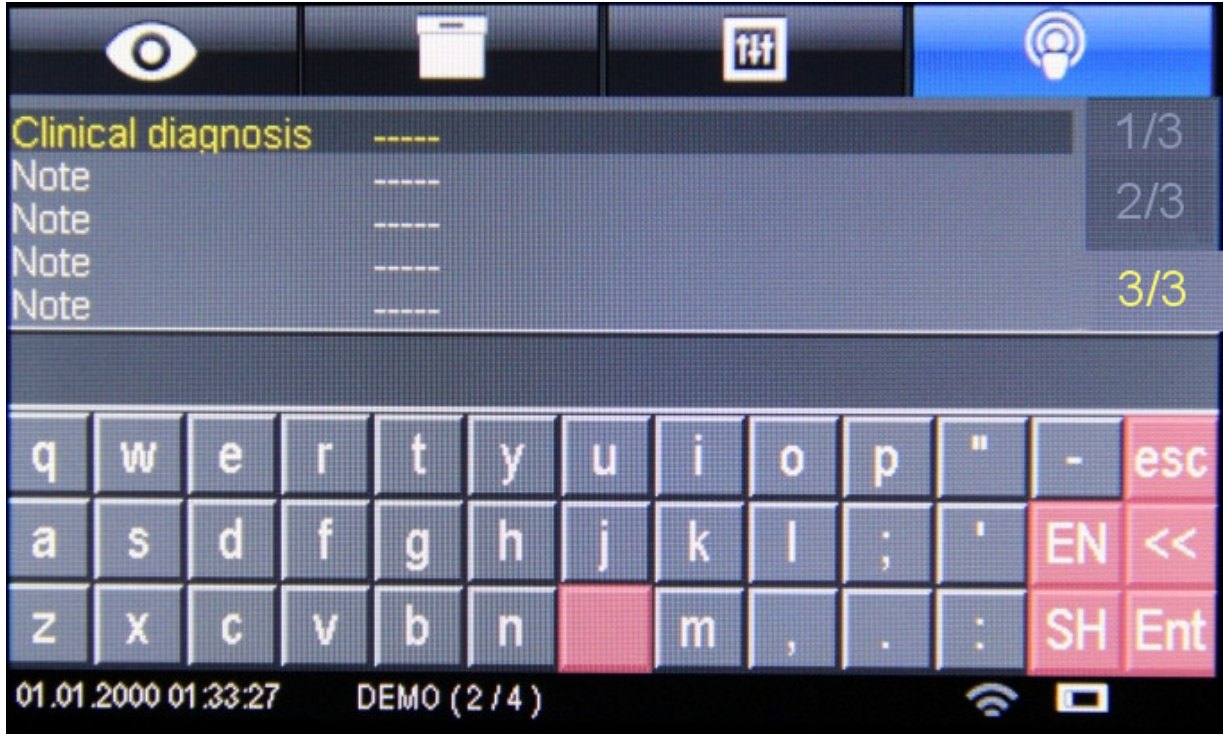 Clinical diagnosis -----
1/3
Note -----
2/3
Note -----
Note -----
3/3
Note -----
q w e r t y u i o p " - esc
a s d f g h j k l ; ' EN <<
z x c v b n m , . : SH Ent
01.01.2000 01:33:27 DEMO ( 2 / 4 )